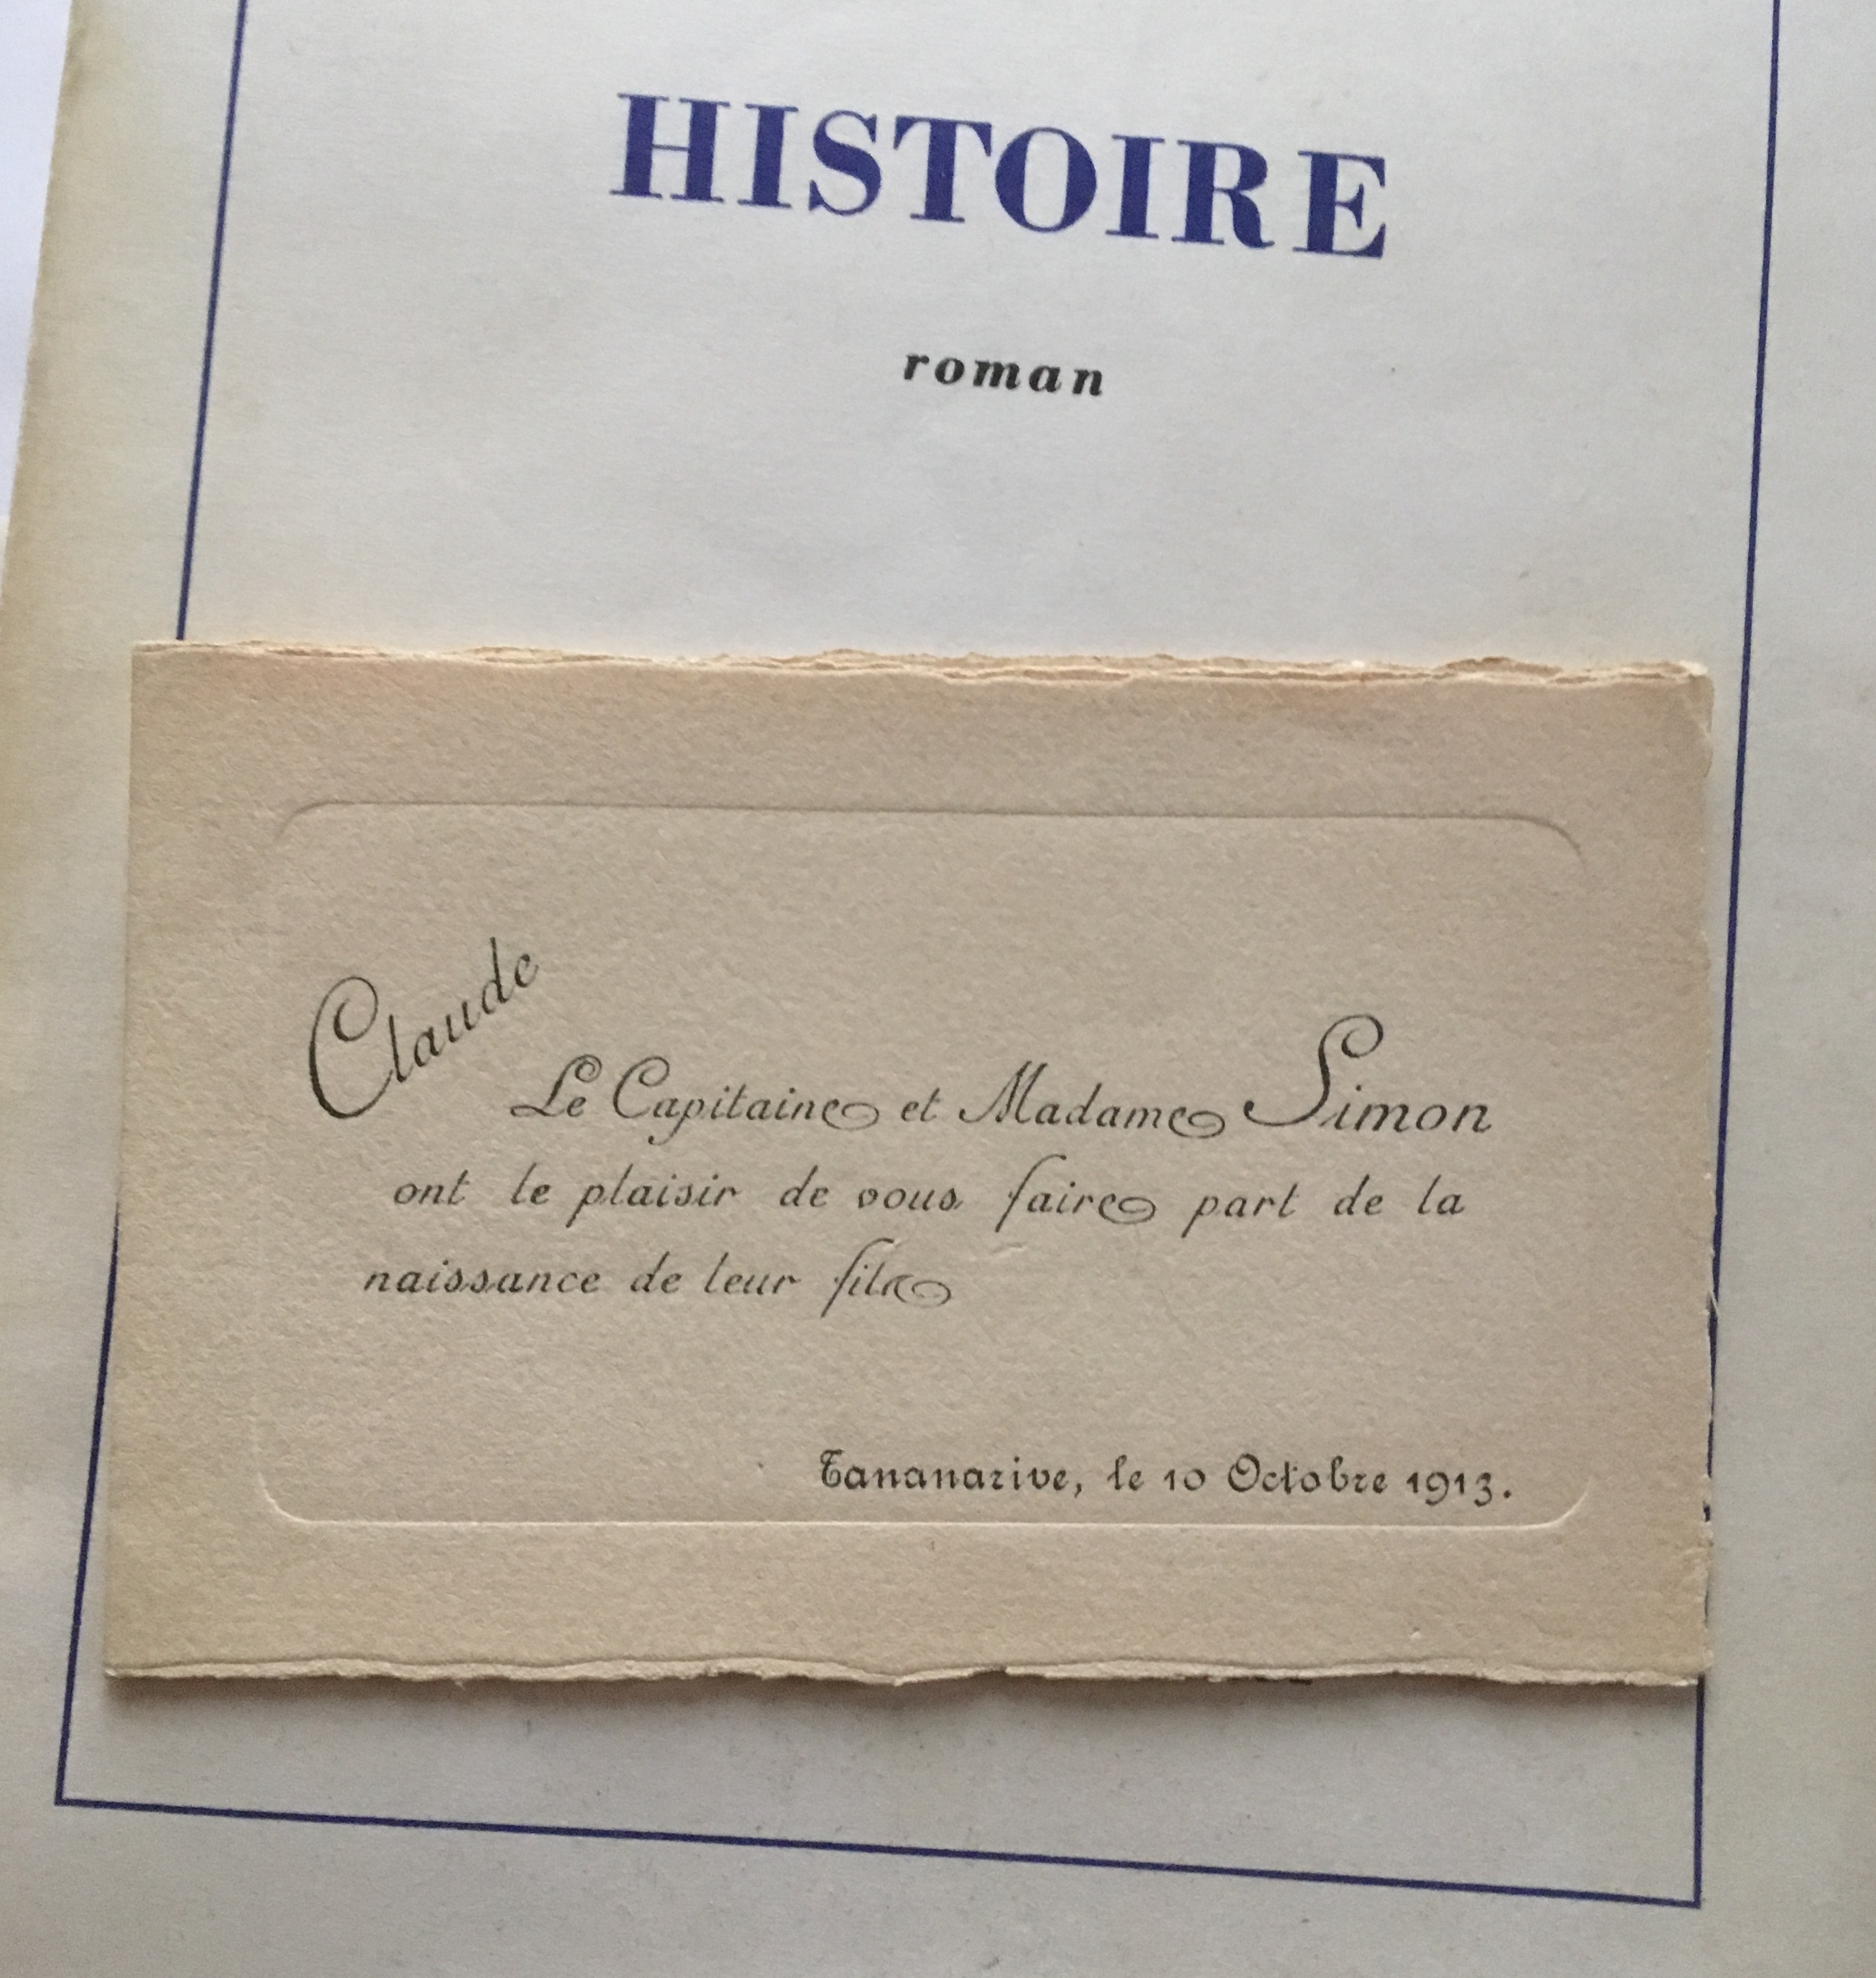 HISTOIRE
roman
Claude
Le Capitaine et Madame Simon
ont le plaisir de vous faire part de la
naissance de leur fils
Tananarive, le 10 Octobre 1913.